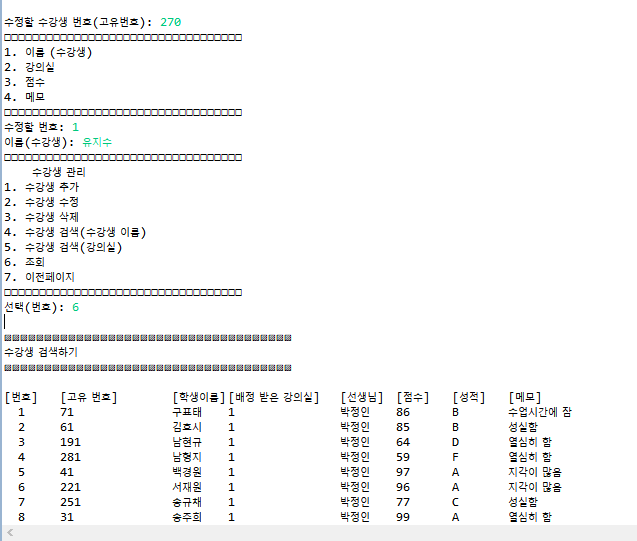 수정할 수강생 번호(고유번호): 270
□□□□□□□□□□□□□□□□□□□□□□□□□□□□□□□□□□
1. 이름 (수강생)
2. 강의실
3. 점수
4. 메모
□□□□□□□□□□□□□□□□□□□□□□□□□□□□□□□□□□
수정할 번호: 1
이름(수강생): 유지수
□□□□□□□□□□□□□□□□□□□□□□□□□□□□□□□□□□
수강생 관리
1. 수강생 추가
2. 수강생 수정
3. 수강생 삭제
4. 수강생 검색(수강생 이름)
5. 수강생 검색(강의실)
6. 조회
7. 이전페이지
□□□□□□□□□□□□□□□□□□□□□□□□□□□□□□□□□□
선택(번호): 6
▨▨▨▨▨▨▨▨▨▨▨▨▨▨▨▨▨▨▨▨▨▨▨▨▨▨▨▨▨▨▨▨▨▨▨▨
수강생 검색하기
▨▨▨▨▨▨▨▨▨▨▨▨▨▨▨▨▨▨▨▨▨▨▨▨▨▨▨▨▨▨▨▨▨▨▨▨
[번호] [고유 번호] [학생이름] [배정 받은 강의실] [선생님] [점수] [성적] [메모]
1 71 구표태 1 박정인 86 B 수업시간에 잠
2 61 김호시 1 박정인 85 B 성실함
3 191 남현규 1 박정인 64 D 열심히 함
4 281 남형지 1 박정인 59 F 열심히 함
5 41 백경원 1 박정인 97 A 지각이 많음
6 221 서재원 1 박정인 96 A 지각이 많음
7 251 송규채 1 박정인 77 C 성실함
8 31 송주희 1 박정인 99 A 열심히 함